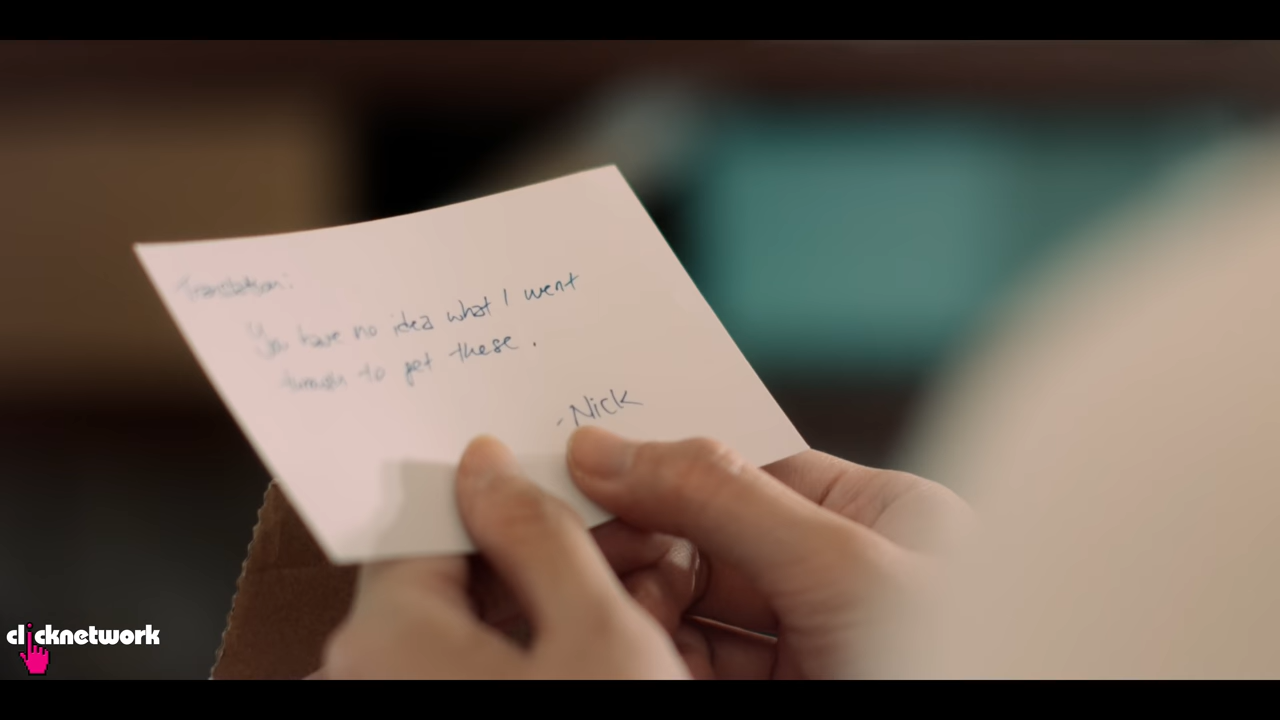 Translation:
You have no idea what I went
through to get these.
-Nick
clicknetwork